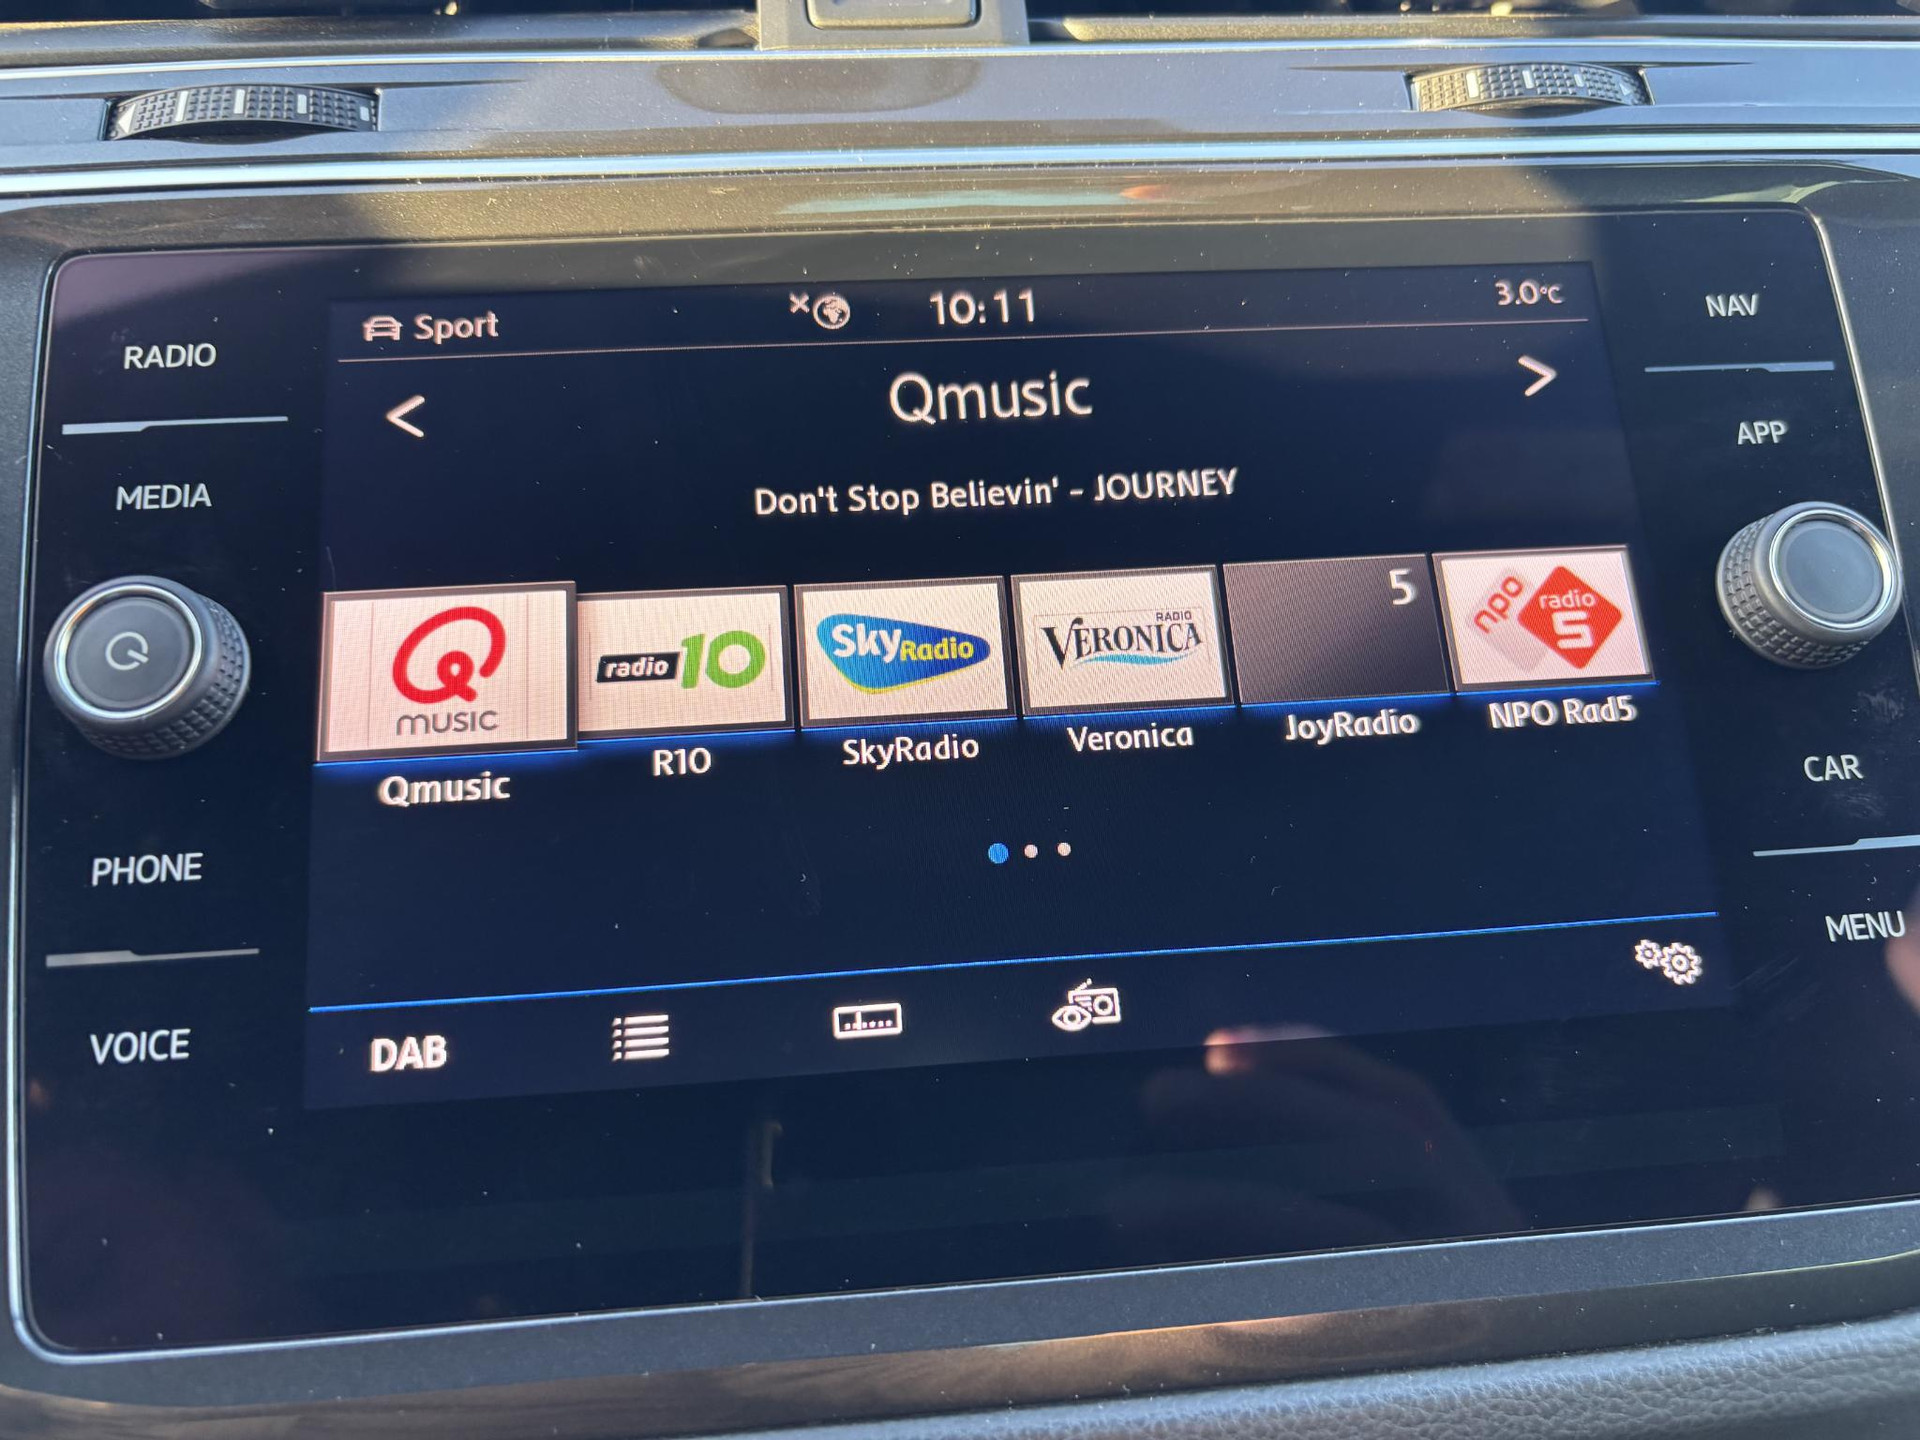 Sport
10:11
3.0°C
RADIO
MEDIA
PHONE
VOICE
NAV
APP
CAR
MENU
<
Qmusic
>
Don't Stop Believin' - JOURNEY
MUSIC
radio 10
Sky Radio
RADIO
VERONICA
5
npo radio 5
Qmusic
R10
SkyRadio
Veronica
JoyRadio
NPO Rad5
DAB